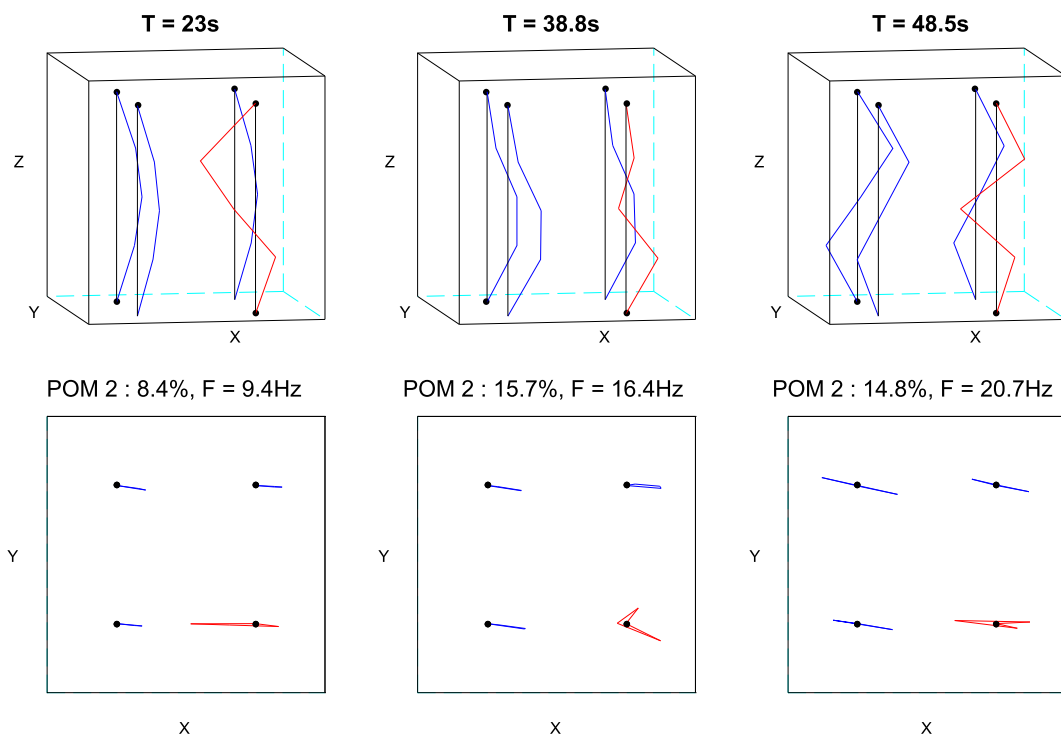 T = 23s
T = 38.8s
T = 48.5s
Z
Z
Y
X
Y
X
Y
X
POM 2 : 8.4%, F = 9.4Hz
POM 2 : 15.7%, F = 16.4Hz
POM 2 : 14.8%, F = 20.7Hz
Y
Y
Y
X
X
X